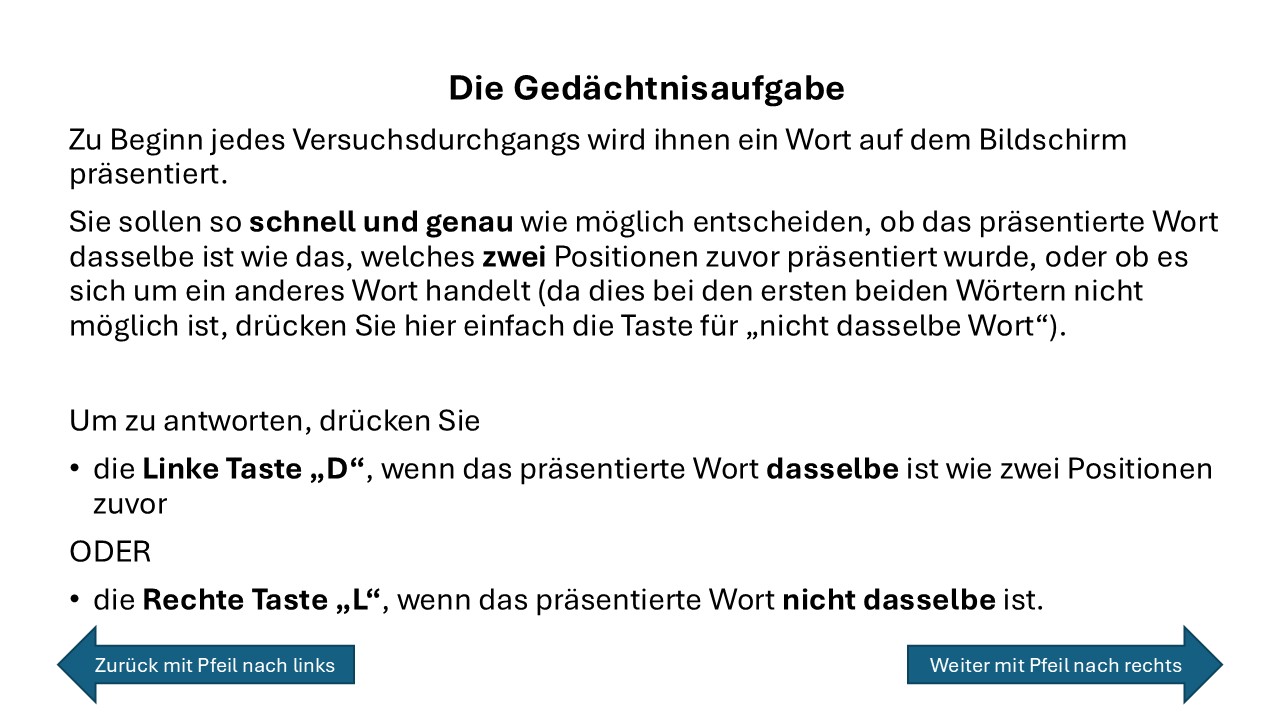 Die Gedächtnisaufgabe
Zu Beginn jedes Versuchsdurchgangs wird ihnen ein Wort auf dem Bildschirm
präsentiert.
Sie sollen so schnell und genau wie möglich entscheiden, ob das präsentierte Wort
dasselbe ist wie das, welches zwei Positionen zuvor präsentiert wurde, oder ob es
sich um ein anderes Wort handelt (da dies bei den ersten beiden Wörtern nicht
möglich ist, drücken Sie hier einfach die Taste für „nicht dasselbe Wort“).
Um zu antworten, drücken Sie
• die Linke Taste „D“, wenn das präsentierte Wort dasselbe ist wie zwei Positionen
zuvor
ODER
• die Rechte Taste „L“, wenn das präsentierte Wort nicht dasselbe ist.
Zurück mit Pfeil nach links
Weiter mit Pfeil nach rechts